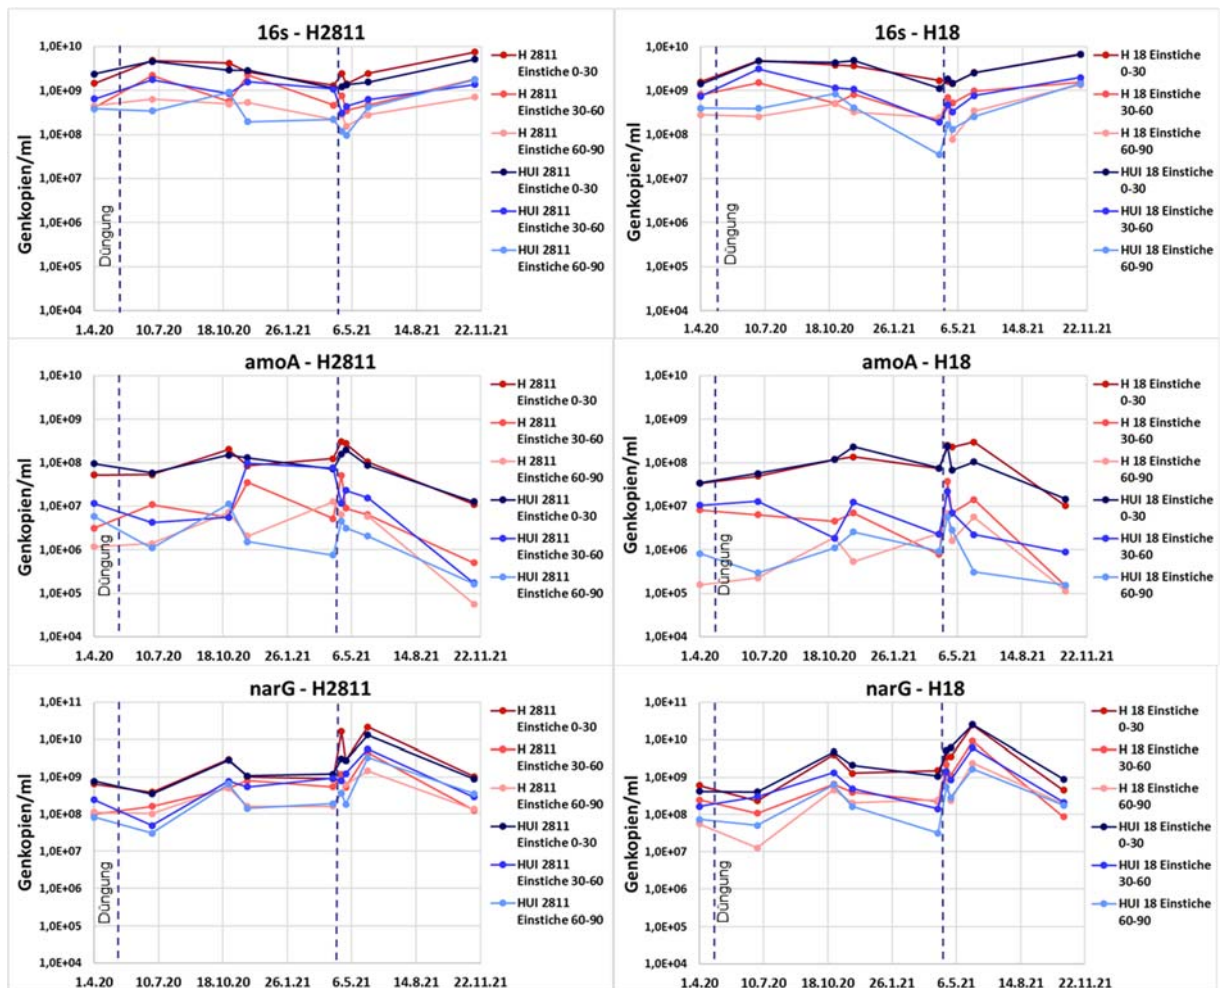 16s - H2811
Genkopien/ml
1,0E+10
1,0E+09
1,0E+08
1,0E+07
1,0E+06
1,0E+05
1,0E+04
Düngung
1.4.20 10.7.20 18.10.20 26.1.21 6.5.21 14.8.21 22.11.21
H 2811
Einstiche 0-30
H 2811
Einstiche 30-60
H 2811
Einstiche 60-90
HUI 2811
Einstiche 0-30
HUI 2811
Einstiche 30-60
HUI 2811
Einstiche 60-90
16s - H18
Genkopien/ml
1,0E+10
1,0E+09
1,0E+08
1,0E+07
1,0E+06
1,0E+05
1,0E+04
Düngung
1.4.20 10.7.20 18.10.20 26.1.21 6.5.21 14.8.21 22.11.21
H 18 Einstiche
0-30
H 18 Einstiche
30-60
H 18 Einstiche
60-90
HUI 18 Einstiche
0-30
HUI 18 Einstiche
30-60
HUI 18 Einstiche
60-90
amoA - H2811
Genkopien/ml
1,0E+10
1,0E+09
1,0E+08
1,0E+07
1,0E+06
1,0E+05
1,0E+04
Düngung
1.4.20 10.7.20 18.10.20 26.1.21 6.5.21 14.8.21 22.11.21
H 2811
Einstiche 0-30
H 2811
Einstiche 30-60
H 2811
Einstiche 60-90
HUI 2811
Einstiche 0-30
HUI 2811
Einstiche 30-60
HUI 2811
Einstiche 60-90
amoA - H18
Genkopien/ml
1,0E+10
1,0E+09
1,0E+08
1,0E+07
1,0E+06
1,0E+05
1,0E+04
Düngung
1.4.20 10.7.20 18.10.20 26.1.21 6.5.21 14.8.21 22.11.21
H 18 Einstiche
0-30
H 18 Einstiche
30-60
H 18 Einstiche
60-90
HUI 18 Einstiche
0-30
HUI 18 Einstiche
30-60
HUI 18 Einstiche
60-90
narG - H2811
Genkopien/ml
1,0E+11
1,0E+10
1,0E+09
1,0E+08
1,0E+07
1,0E+06
1,0E+05
1,0E+04
Düngung
1.4.20 10.7.20 18.10.20 26.1.21 6.5.21 14.8.21 22.11.21
H 2811
Einstiche 0-30
H 2811
Einstiche 30-60
H 2811
Einstiche 60-90
HUI 2811
Einstiche 0-30
HUI 2811
Einstiche 30-60
HUI 2811
Einstiche 60-90
narG - H18
Genkopien/ml
1,0E+11
1,0E+10
1,0E+09
1,0E+08
1,0E+07
1,0E+06
1,0E+05
1,0E+04
Düngung
1.4.20 10.7.20 18.10.20 26.1.21 6.5.21 14.8.21 22.11.21
H 18 Einstiche
0-30
H 18 Einstiche
30-60
H 18 Einstiche
60-90
HUI 18 Einstiche
0-30
HUI 18 Einstiche
30-60
HUI 18 Einstiche
60-90